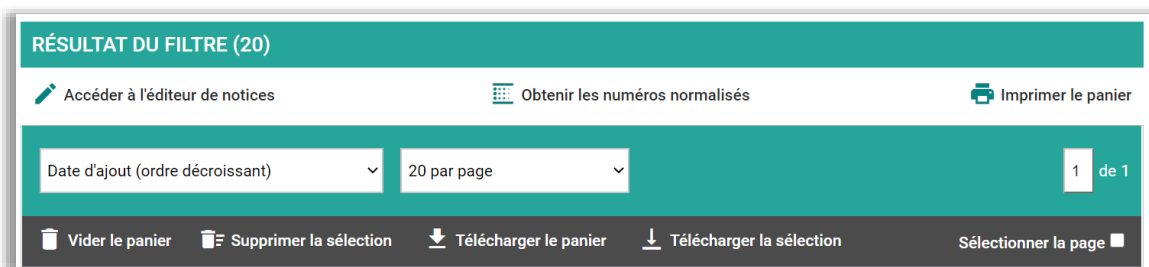 RÉSULTAT DU FILTRE (20)
Accéder à l'éditeur de notices Obtenir les numéros normalisés Imprimer le panier
Date d'ajout (ordre décroissant) 20 par page 1 de 1
Vider le panier Supprimer la sélection Télécharger le panier Télécharger la sélection Sélectionner la page